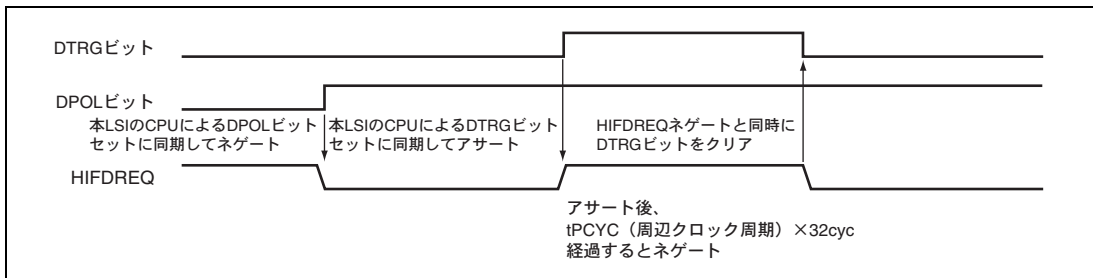 DTRGビット
DPOLビット
本LSIのCPUによるDPOLビット
セットに同期してネゲート
本LSIのCPUによるDTRGビット
セットに同期してアサート
HIFDREQネゲートと同時に
DTRGビットをクリア
HIFDREQ
アサート後、
tPCYC（周辺クロック周期）×32cyc
経過するとネゲート